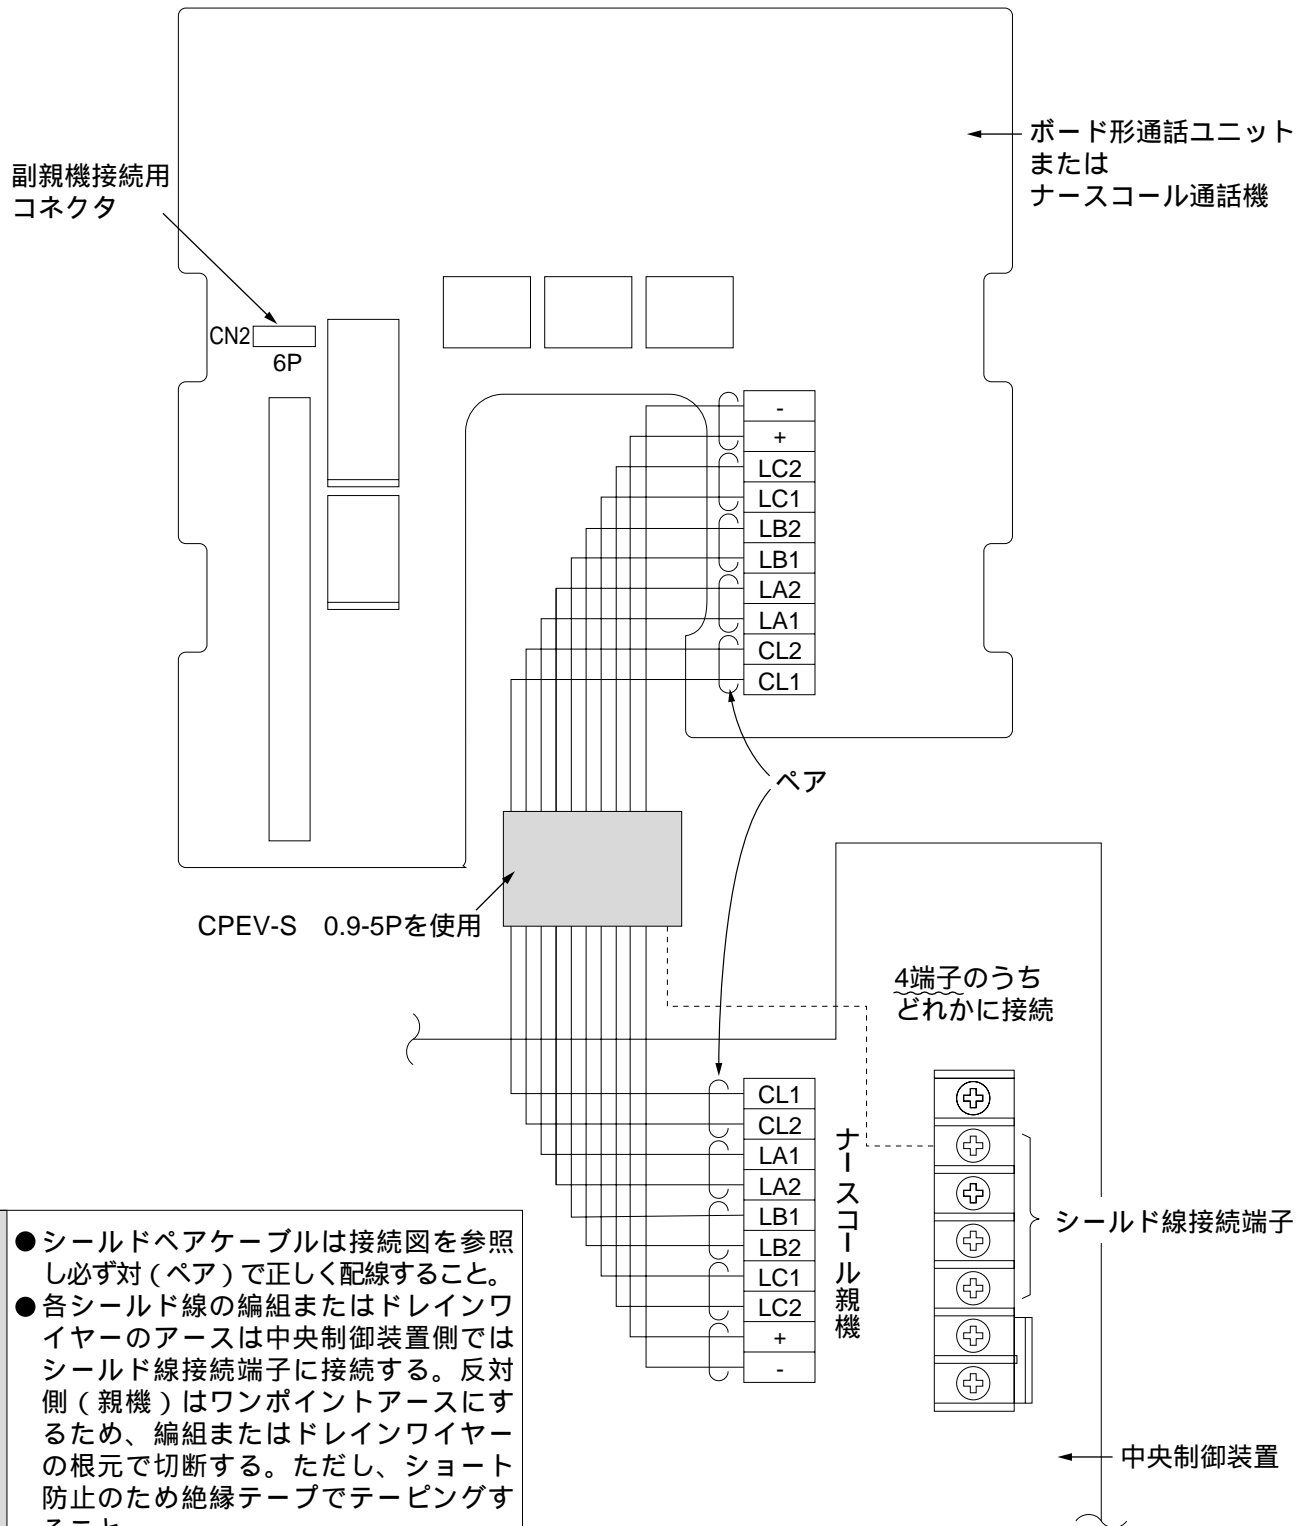 ボード形通話ユニット
または
ナースコール通話機
副親機接続用
コネクタ
CN2
6P
-
+
LC2
LC1
LB2
LB1
LA2
LA1
CL2
CL1
ペア
CPEV-S　0.9-5Pを使用
4端子のうち
どれかに接続
CL1
CL2
LA1
LA2
LB1
LB2
LC1
LC2
+
-
ナースコール親機
シールド線接続端子
中央制御装置
●シールドペアケーブルは接続図を参照
し必ず対（ペア）で正しく配線すること。
●各シールド線の編組またはドレインワ
イヤーのアースは中央制御装置側では
シールド線接続端子に接続する。反対
側（親機）はワンポイントアースにす
るため、編組またはドレインワイヤー
の根元で切断する。ただし、ショート
防止のため絶縁テープでテーピングす
ること